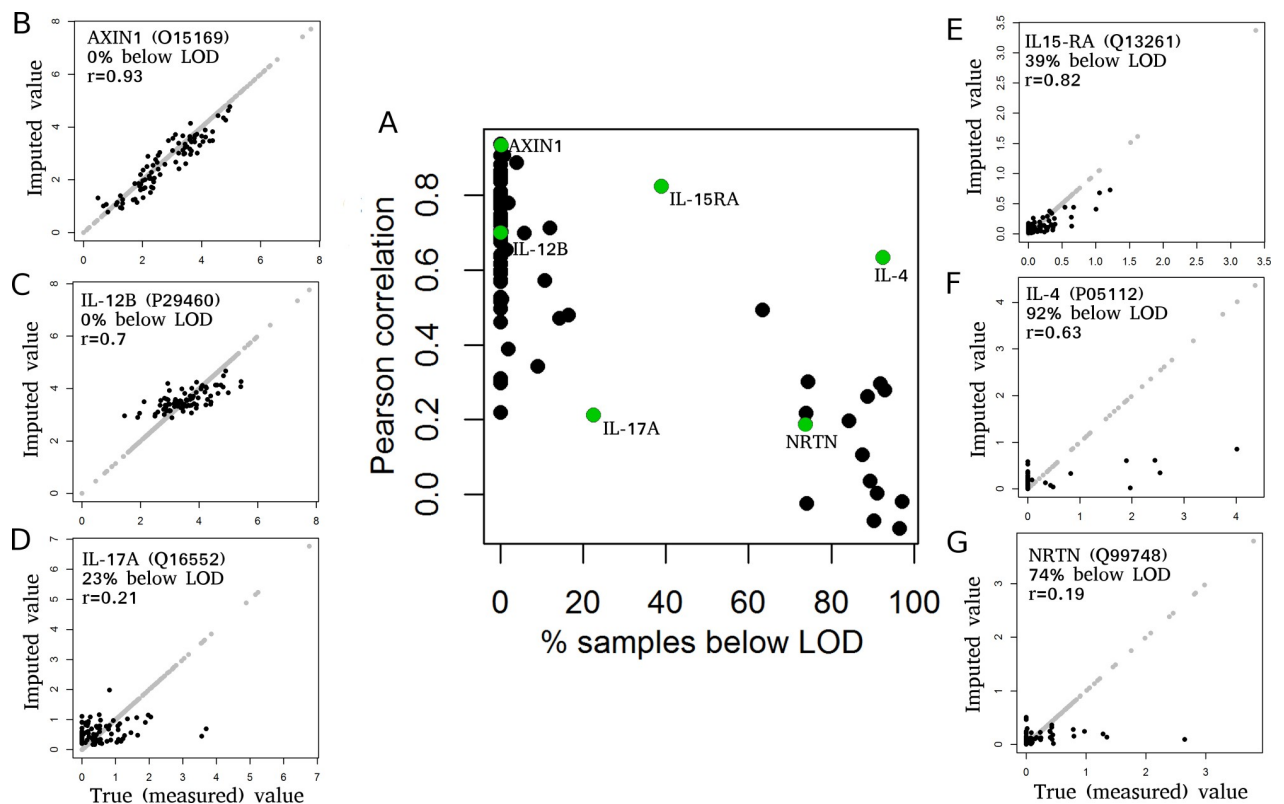 B
AXIN1 (O15169)
0% below LOD
r=0.93
Imputed value
0 2 4 6 8
0 2 4 6 8
C
IL-12B (P29460)
0% below LOD
r=0.7
Imputed value
0 2 4 6 8
0 2 4 6 8
D
IL-17A (Q16552)
23% below LOD
r=0.21
Imputed value
0 1 2 3 4 5 6 7
0 1 2 3 4 5 6 7
True (measured) value
A
AXIN1
IL-15RA
IL-12B
IL-4
IL-17A
NRTN
Pearson correlation
0.0 0.2 0.4 0.6 0.8
0 20 40 60 80 100
% samples below LOD
E
IL15-RA (Q13261)
39% below LOD
r=0.82
Imputed value
0.0 0.5 1.0 1.5 2.0 2.5 3.0 3.5
0.0 0.5 1.0 1.5 2.0 2.5 3.0 3.5
F
IL-4 (P05112)
92% below LOD
r=0.63
Imputed value
0 1 2 3 4
0 1 2 3 4
G
NRTN (Q99748)
74% below LOD
r=0.19
Imputed value
0 1 2 3
0 1 2 3
True (measured) value